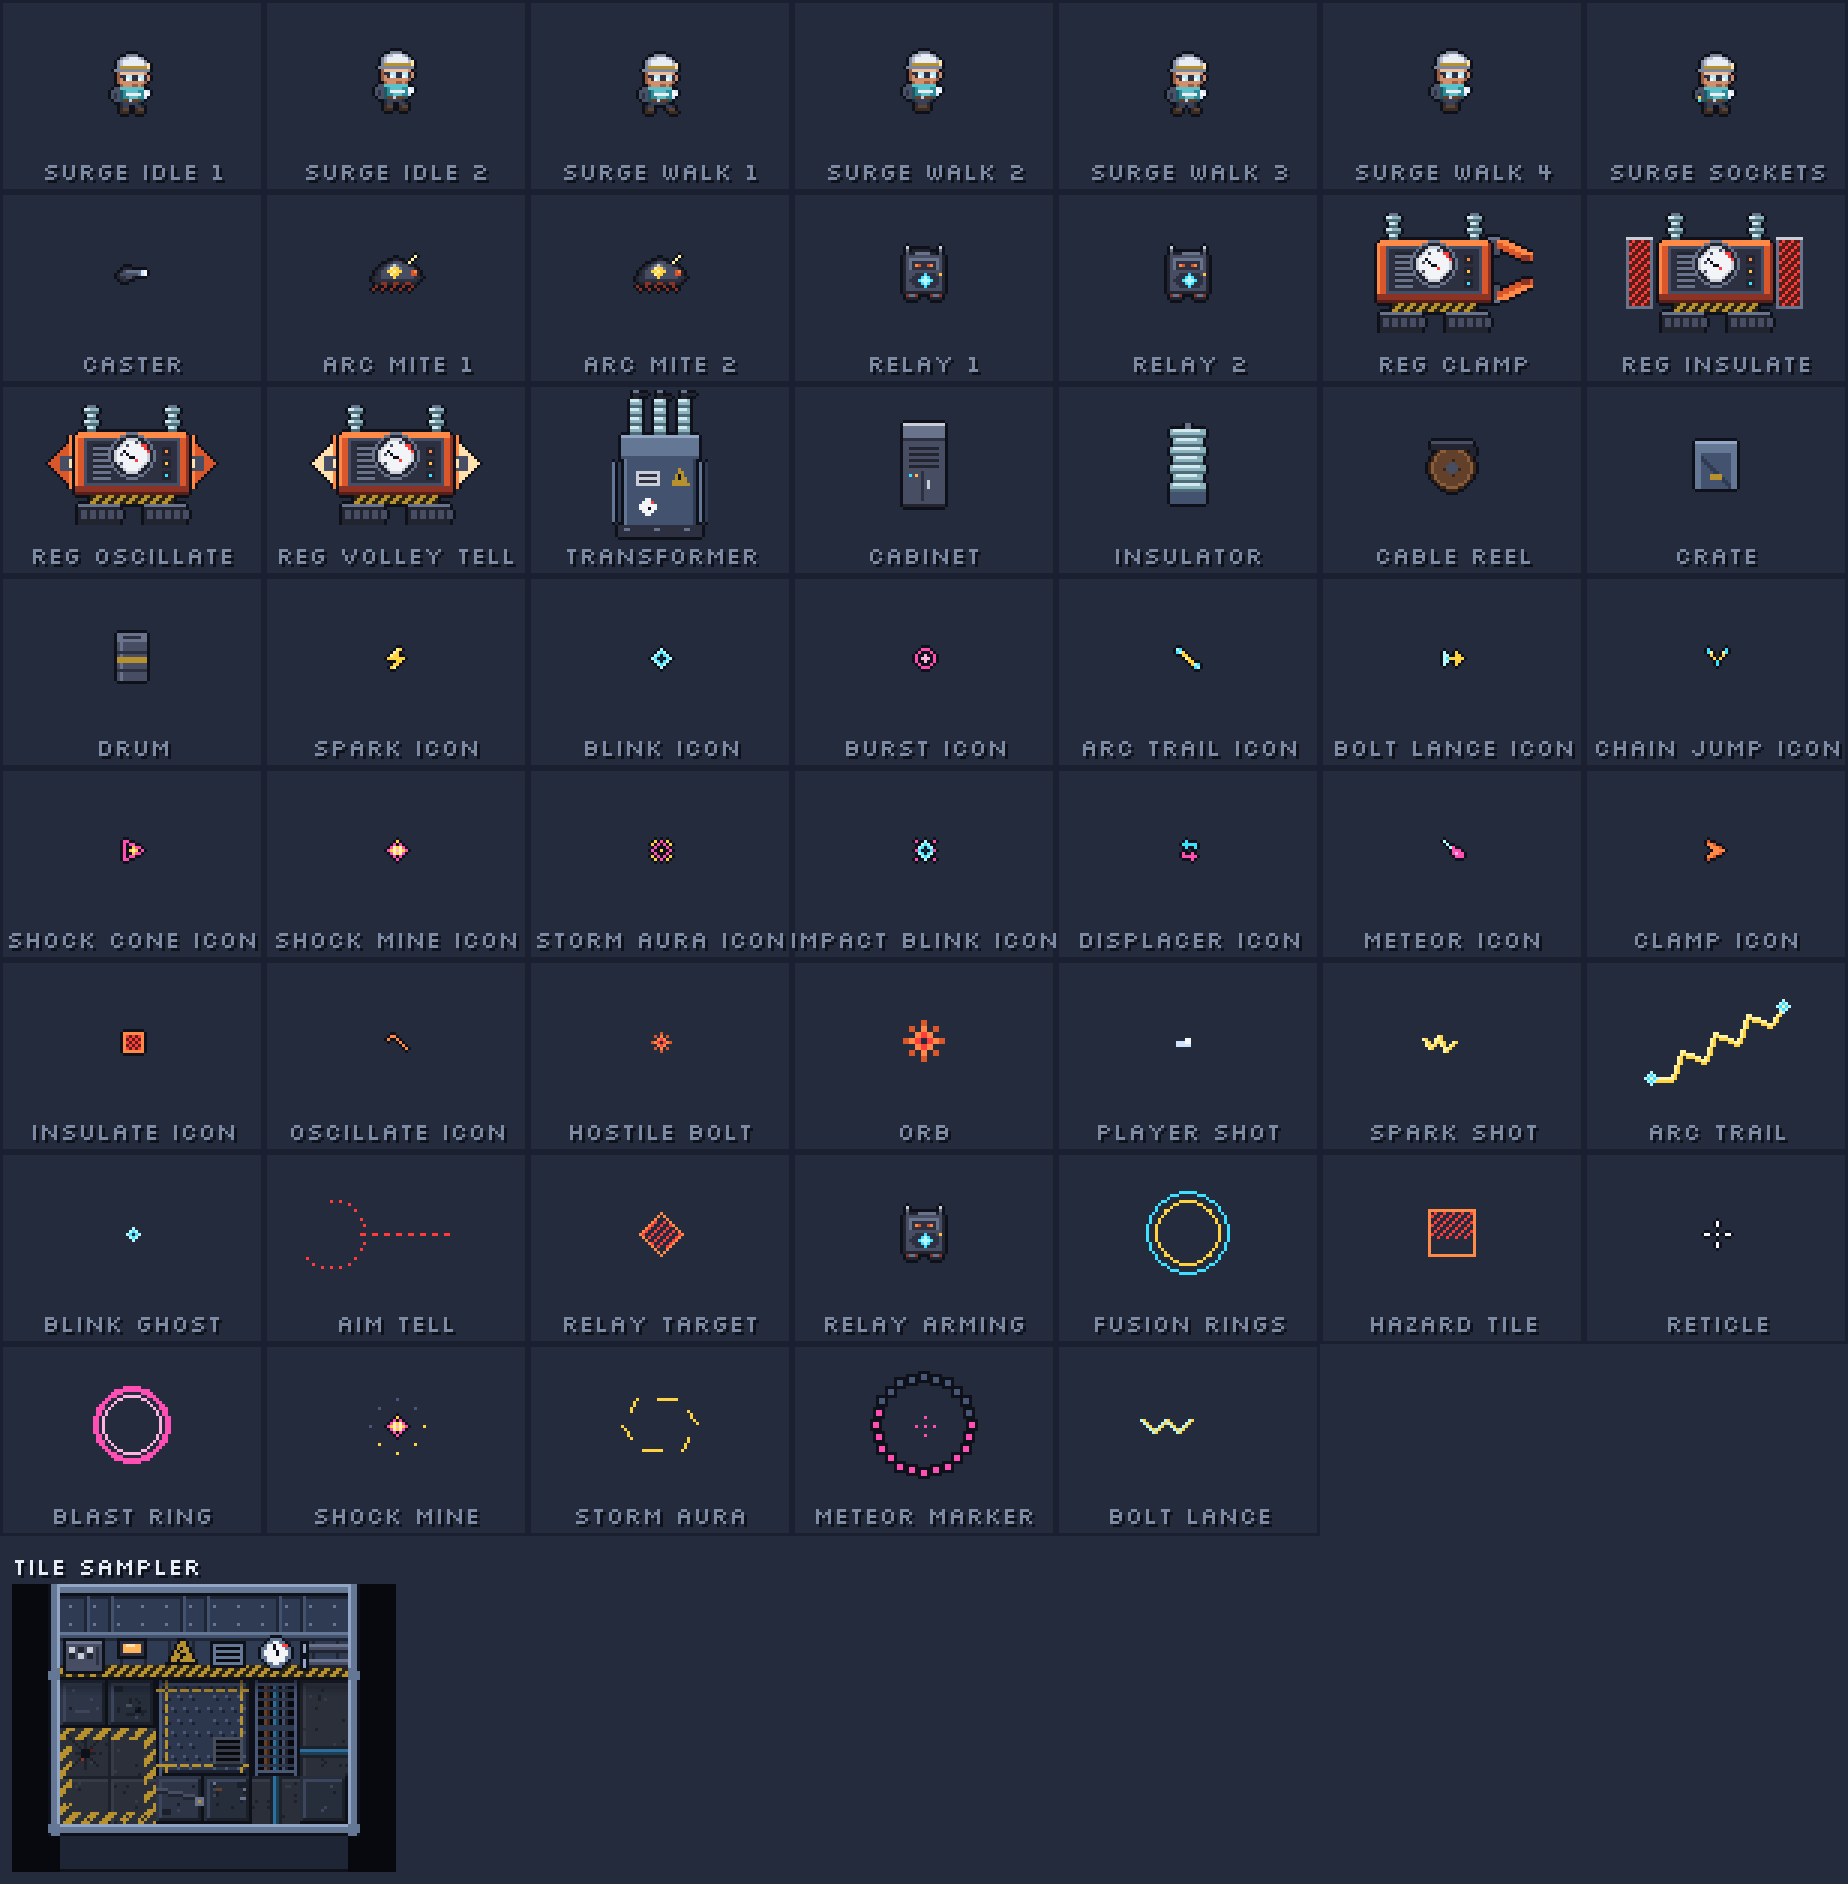 SURGE IDLE 1
SURGE IDLE 2
SURGE WALK 1
SURGE WALK 2
SURGE WALK 3
SURGE WALK 4
SURGE SOCKETS
CASTER
ARC MITE 1
ARC MITE 2
RELAY 1
RELAY 2
REG CLAMP
REG INSULATE
REG OSCILLATE
REG VOLLEY TELL
TRANSFORMER
CABINET
INSULATOR
CABLE REEL
CRATE
DRUM
SPARK ICON
BLINK ICON
BURST ICON
ARC TRAIL ICON
BOLT LANCE ICON
CHAIN JUMP ICON
SHOCK CONE ICON
SHOCK MINE ICON
STORM AURA ICON
IMPACT BLINK ICON
DISPLACER ICON
METEOR ICON
CLAMP ICON
INSULATE ICON
OSCILLATE ICON
HOSTILE BOLT
ORB
PLAYER SHOT
SPARK SHOT
ARC TRAIL
BLINK GHOST
AIM TELL
RELAY TARGET
RELAY ARMING
FUSION RINGS
HAZARD TILE
RETICLE
BLAST RING
SHOCK MINE
STORM AURA
METEOR MARKER
BOLT LANCE
TILE SAMPLER